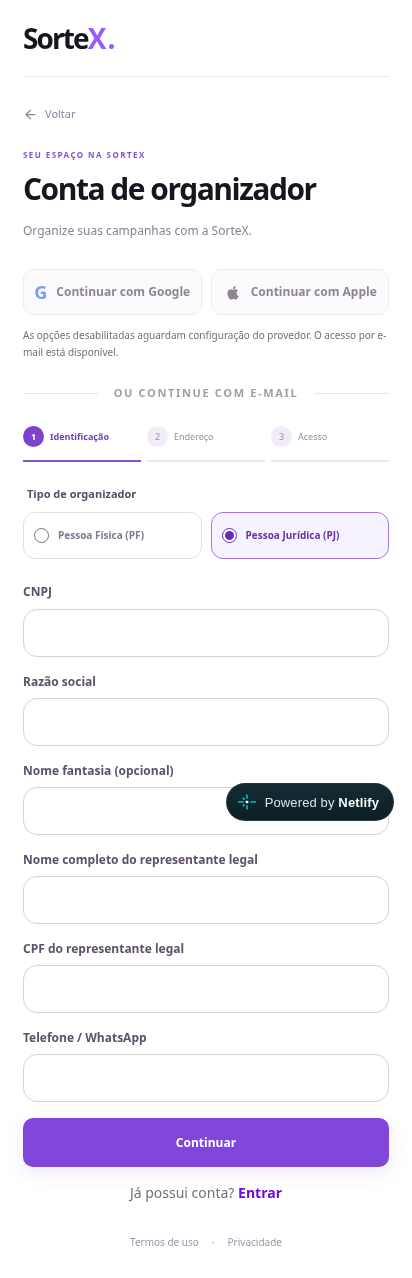 SorteX.
Voltar
SEU ESPAÇO NA SORTEX
Conta de organizador
Organize suas campanhas com a SorteX.
G Continuar com Google
Continuar com Apple
As opções desabilitadas aguardam configuração do provedor. O acesso por e-
mail está disponível.
OU CONTINUE COM E-MAIL
1 Identificação
2 Endereço
3 Acesso
Tipo de organizador
Pessoa Física (PF)
Pessoa Jurídica (PJ)
CNPJ
Razão social
Nome fantasia (opcional)
Powered by Netlify
Nome completo do representante legal
CPF do representante legal
Telefone / WhatsApp
Continuar
Já possui conta? Entrar
Termos de uso · Privacidade